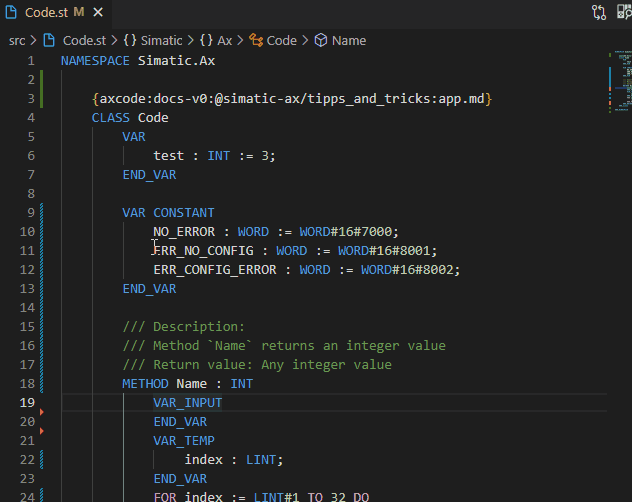 Code.st M ×
src > Code.st > {} Simatic > {} Ax > Code > Name
1 NAMESPACE Simatic.Ax
2
3 {axcode:docs-v0:@simatic-ax/tipps_and_tricks:app.md}
4 CLASS Code
5 VAR
6 test : INT := 3;
7 END_VAR
8
9 VAR CONSTANT
10 NO_ERROR : WORD := WORD#16#7000;
11 ERR_NO_CONFIG : WORD := WORD#16#8001;
12 ERR_CONFIG_ERROR : WORD := WORD#16#8002;
13 END_VAR
14
15 /// Description:
16 /// Method `Name` returns an integer value
17 /// Return value: Any integer value
18 METHOD Name : INT
19 VAR_INPUT
20 END_VAR
21 VAR_TEMP
22 index : LINT;
23 END_VAR
24 FOR index := LINT#1 TO 32 DO